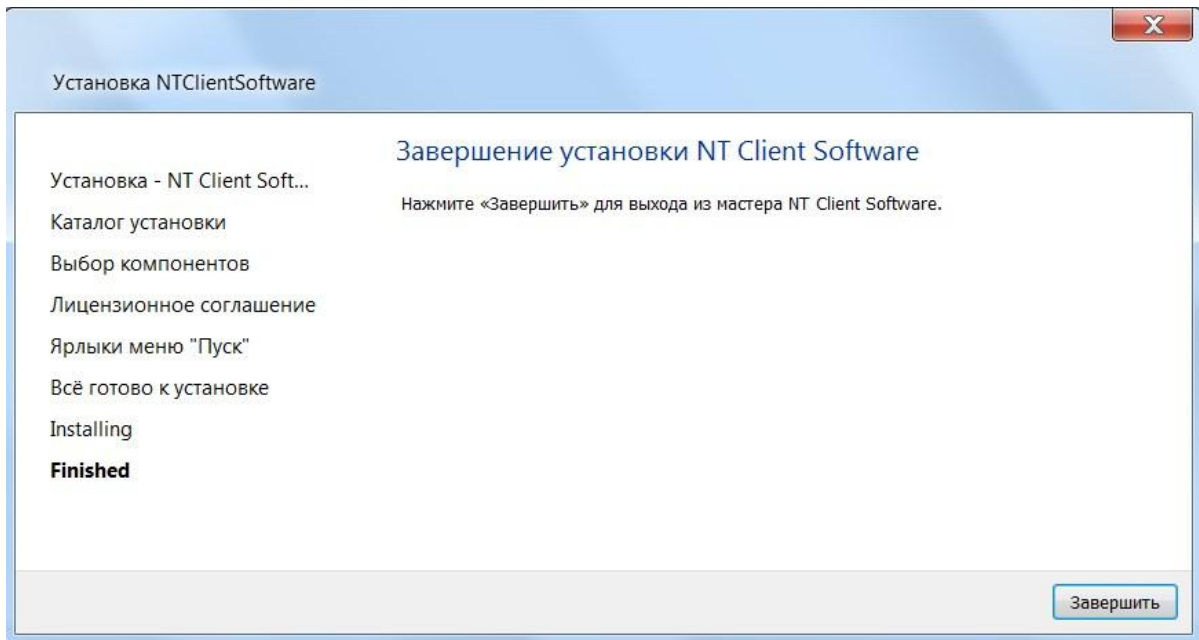 Установка NTClientSoftware
Установка - NT Client Soft...
Каталог установки
Выбор компонентов
Лицензионное соглашение
Ярлыки меню "Пуск"
Всё готово к установке
Installing
Finished
Завершение установки NT Client Software
Нажмите «Завершить» для выхода из мастера NT Client Software.
Завершить